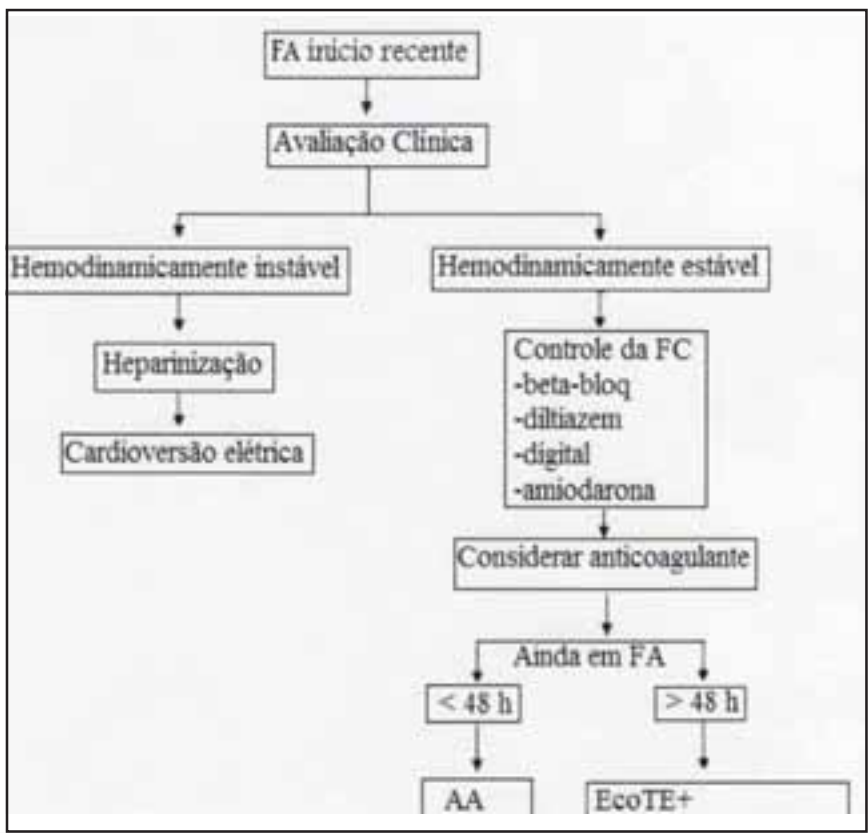 FA inicio recente
Avaliação Clínica
Hemodinamicamente instável
Hemodinamicamente estável
Heparinização
Cardioversão elétrica
Controle da FC
-beta-bloq
-diltiazem
-digital
-amiodarona
Considerar anticoagulante
Ainda em FA
< 48 h
> 48 h
AA
EcoTE+